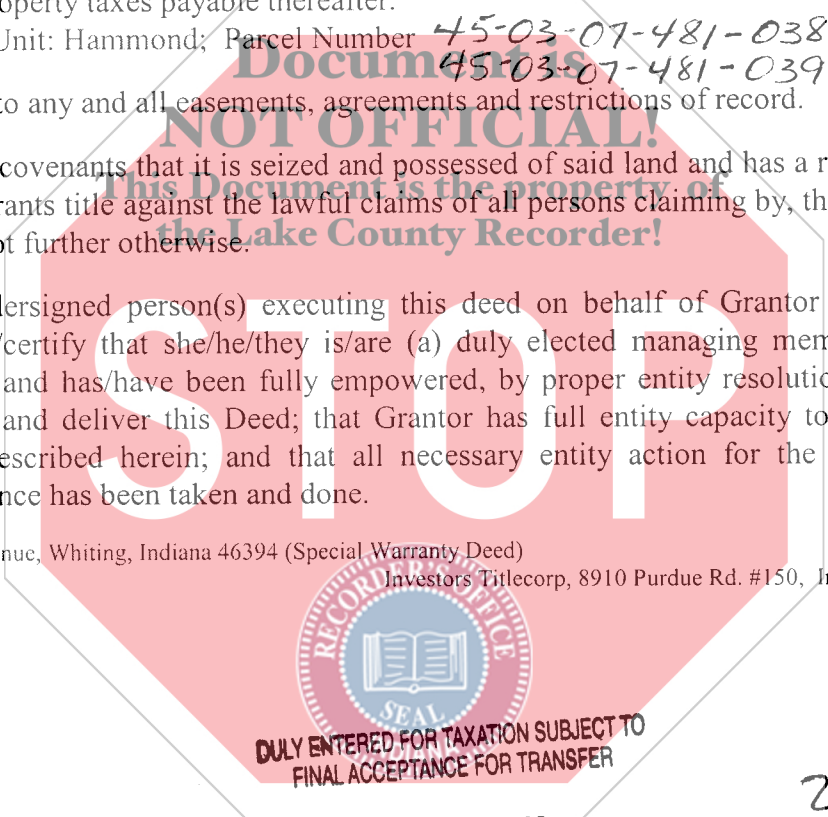 operty taxes payable thereafter.
Unit: Hammond; Parcel Number 45-03-07-481-038
45-03-07-481-039
Document is
to any and all easements, agreements and restrictions of record.
NOT OFFICIAL!
covenants that it is seized and possessed of said land and has a r
This Document is the property of
rants title against the lawful claims of all persons claiming by, th
the Lake County Recorder!
ot further otherwise.
dersigned person(s) executing this deed on behalf of Grantor
/certify that she/he/they is/are (a) duly elected managing mem
and has/have been fully empowered, by proper entity resolutio
and deliver this Deed; that Grantor has full entity capacity to
escribed herein; and that all necessary entity action for the
nce has been taken and done.
STOP
nue, Whiting, Indiana 46394 (Special Warranty Deed)
Investors Titlecorp, 8910 Purdue Rd. #150, I
RECORDER'S OFFICE
SEAL
DULY ENTERED FOR TAXATION SUBJECT TO
FINAL ACCEPTANCE FOR TRANSFER
2